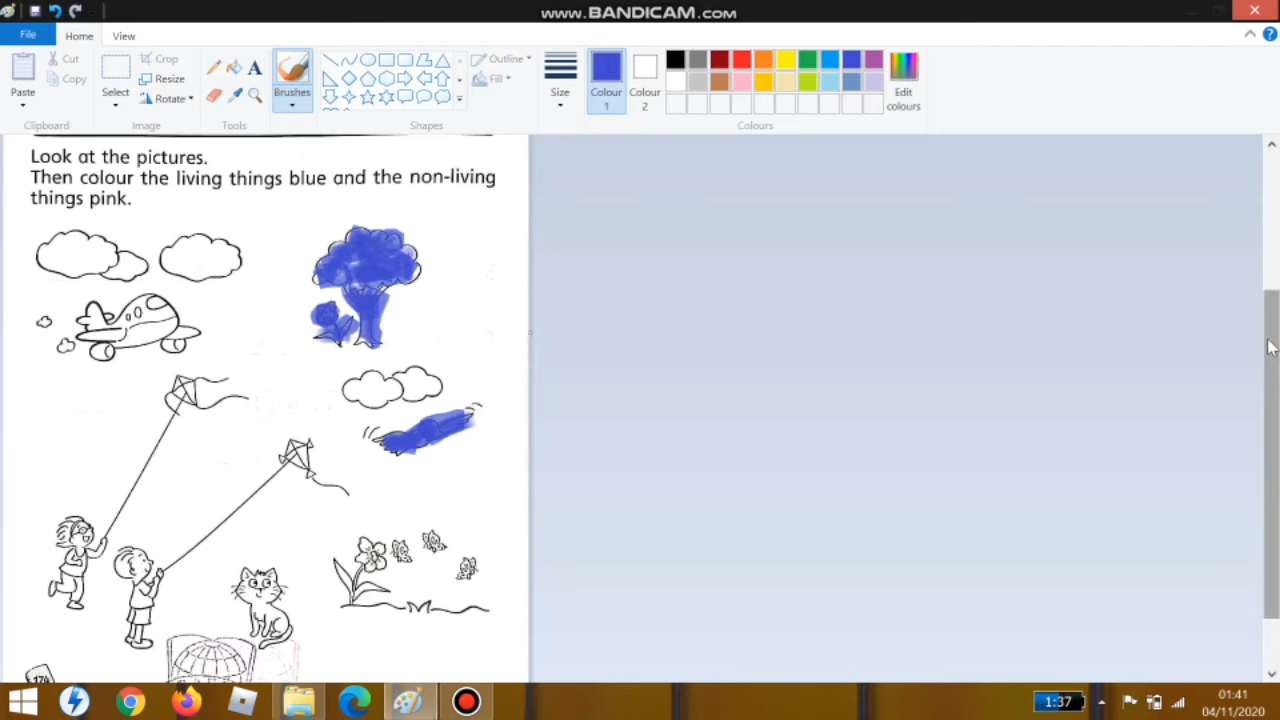 www.BANDICAM.com
File
Home
View
Paste
Cut
Copy
Clipboard
Select
Crop
Resize
Rotate
Image
A
Tools
Brushes
Outline
Fill
Shapes
Size
Colour 1
Colour 2
Edit colours
Colours
Look at the pictures.
Then colour the living things blue and the non-living
things pink.
174
1:37
01:41
04/11/2020